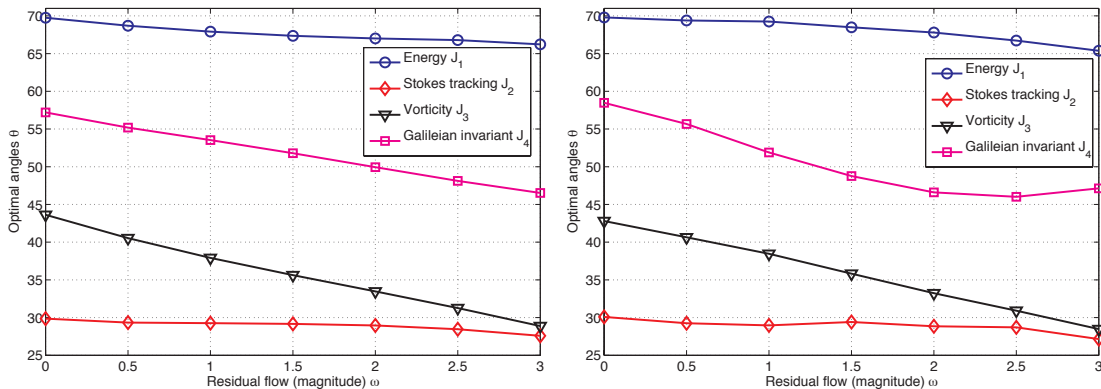 70
65
60
55
50
45
40
35
30
25
0
0.5
1
1.5
2
2.5
3
Optimal angles θ
Residual flow (magnitude) ω
Energy J1
Stokes tracking J2
Vorticity J3
Galileian invariant J4
70
65
60
55
50
45
40
35
30
25
0
0.5
1
1.5
2
2.5
3
Optimal angles θ
Residual flow (magnitude) ω
Energy J1
Stokes tracking J2
Vorticity J3
Galileian invariant J4